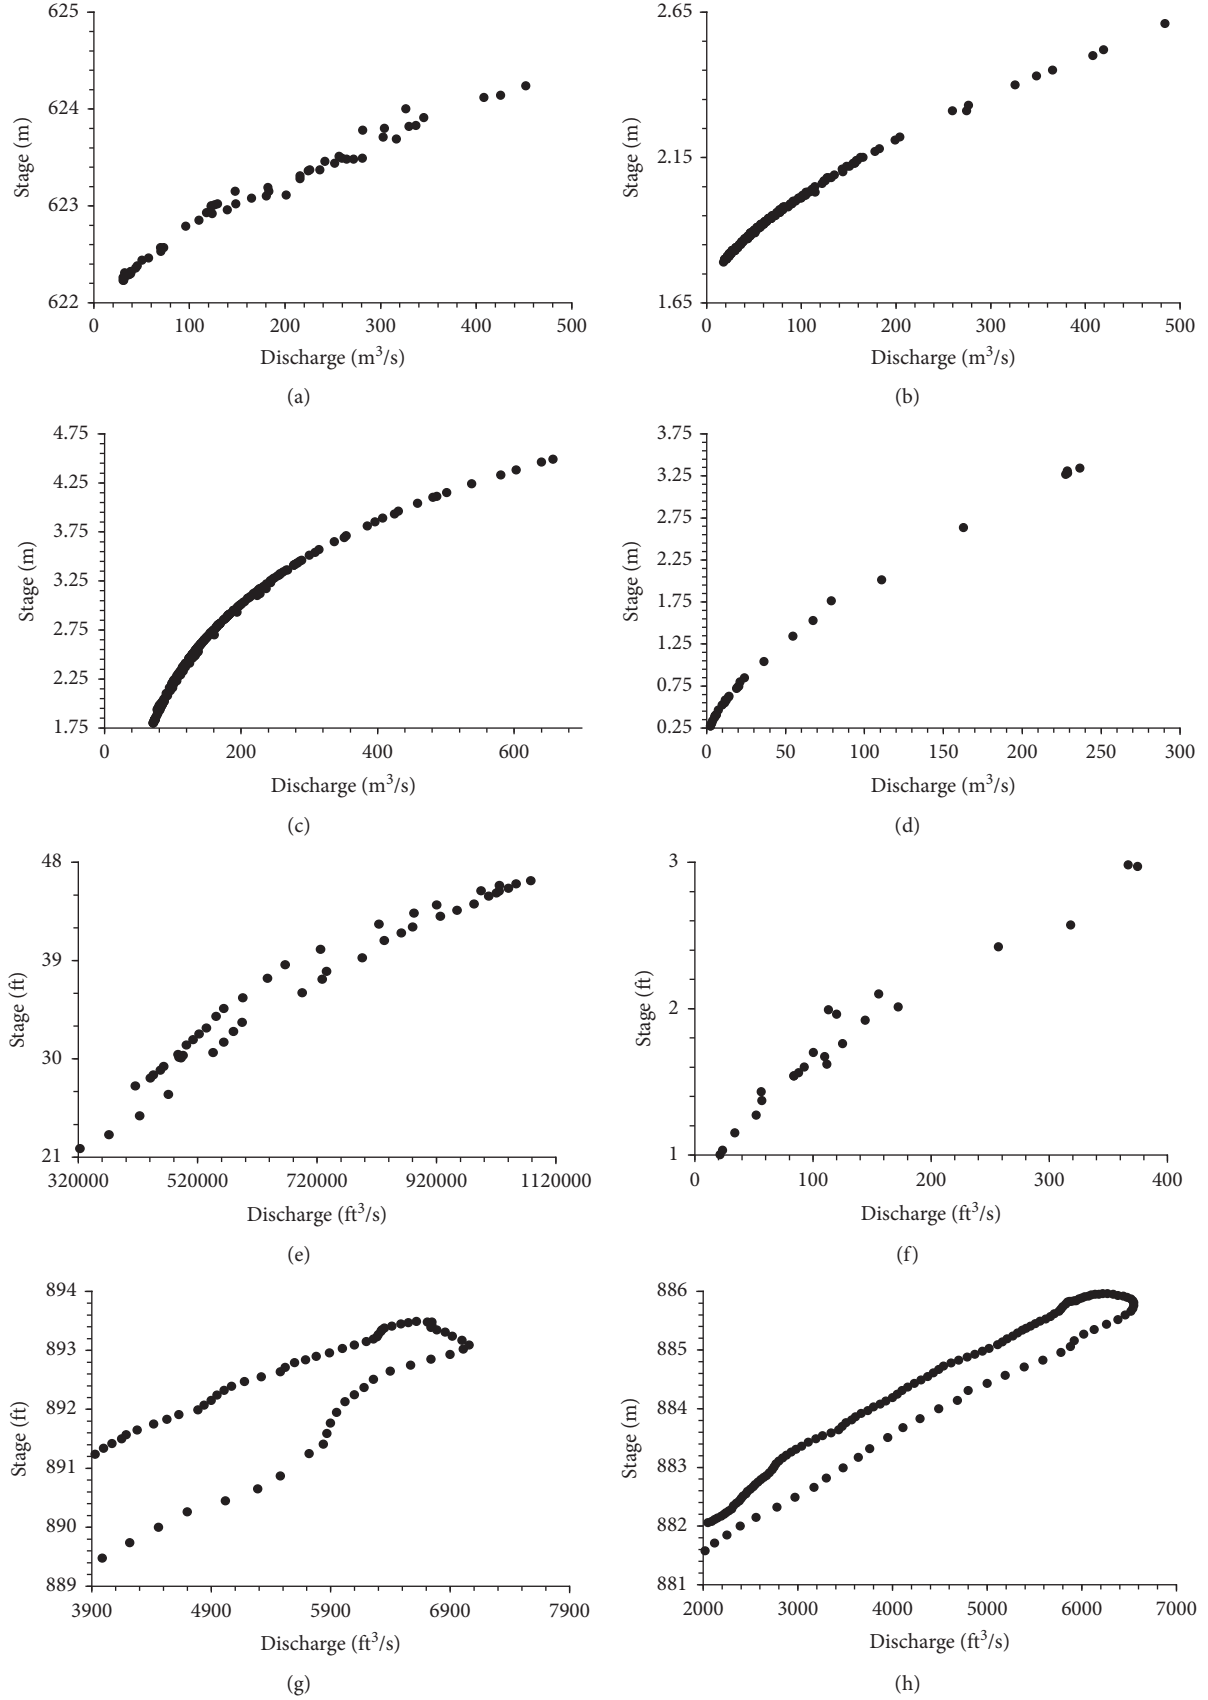 625
624
623
622
Stage (m)
0 100 200 300 400 500
Discharge (m³/s)
(a)
2.65
2.15
1.65
Stage (m)
0 100 200 300 400 500
Discharge (m³/s)
(b)
4.75
4.25
3.75
3.25
2.75
2.25
1.75
Stage (m)
0 200 400 600
Discharge (m³/s)
(c)
3.75
3.25
2.75
2.25
1.75
1.25
0.75
0.25
Stage (m)
0 50 100 150 200 250 300
Discharge (m³/s)
(d)
48
39
30
21
Stage (ft)
320000 520000 720000 920000 1120000
Discharge (ft³/s)
(e)
3
2
1
Stage (ft)
0 100 200 300 400
Discharge (ft³/s)
(f)
894
893
892
891
890
889
Stage (ft)
3900 4900 5900 6900 7900
Discharge (ft³/s)
(g)
886
885
884
883
882
881
Stage (m)
2000 3000 4000 5000 6000 7000
Discharge (ft³/s)
(h)